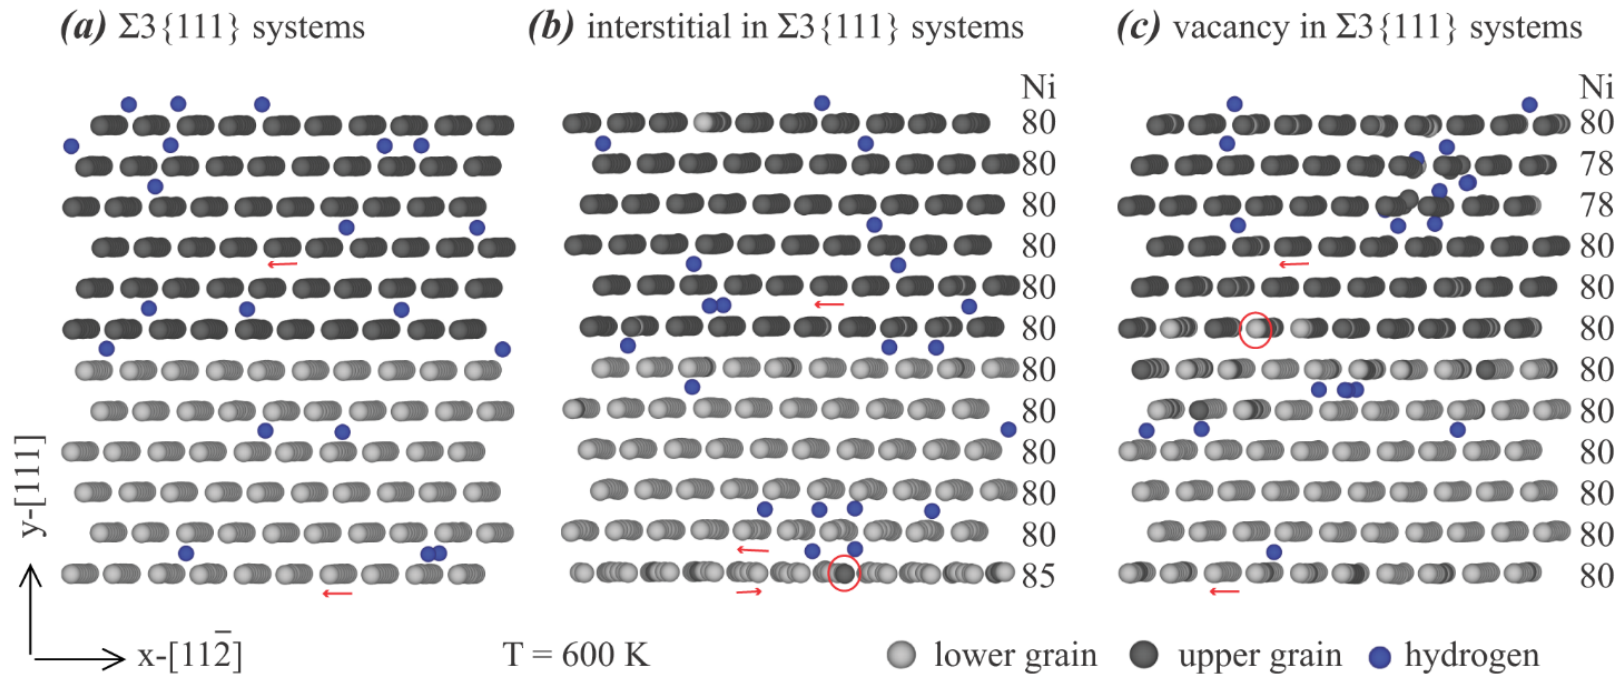 (a) Σ3{111} systems
(b) interstitial in Σ3{111} systems
(c) vacancy in Σ3{111} systems
Ni
80
80
80
80
80
80
80
80
80
80
80
85
Ni
80
78
78
80
80
80
80
80
80
80
80
80
y-[111]
x-[112̅]
T = 600 K
lower grain
upper grain
hydrogen